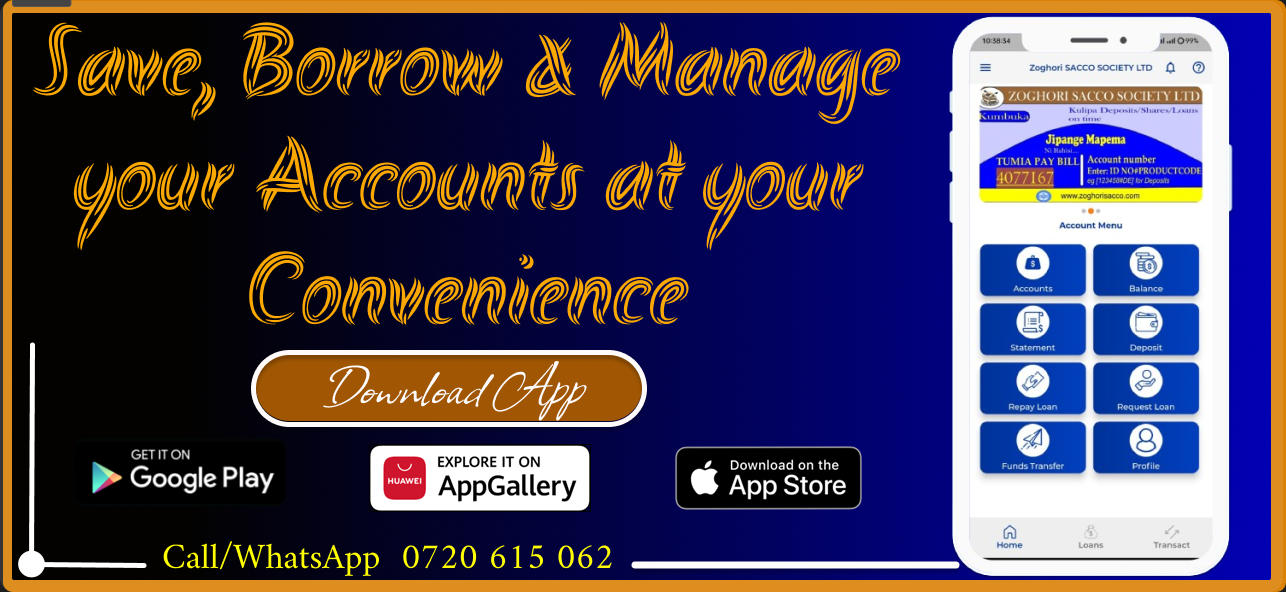 Save, Borrow & Manage
your Accounts at your
Convenience
Download App
GET IT ON
Google Play
HUAWEI
EXPLORE IT ON
AppGallery
Download on the
App Store
Call/WhatsApp 0720 615 062
10:38:34
99%
Zoghori SACCO SOCIETY LTD
ZOGHORI SACCO SOCIETY LTD
Kumbuka
Kulipa Deposits/Shares/Loans
on time
Jipange Mapema
Ni Rahisi...
TUMIA PAY BILL
4077167
Account number
Enter: ID NO#PRODUCTCODE
eg [123458#DE] for Deposits
www.zoghorisacco.com
Account Menu
Accounts
Balance
Statement
Deposit
Repay Loan
Request Loan
Funds Transfer
Profile
Home
Loans
Transact